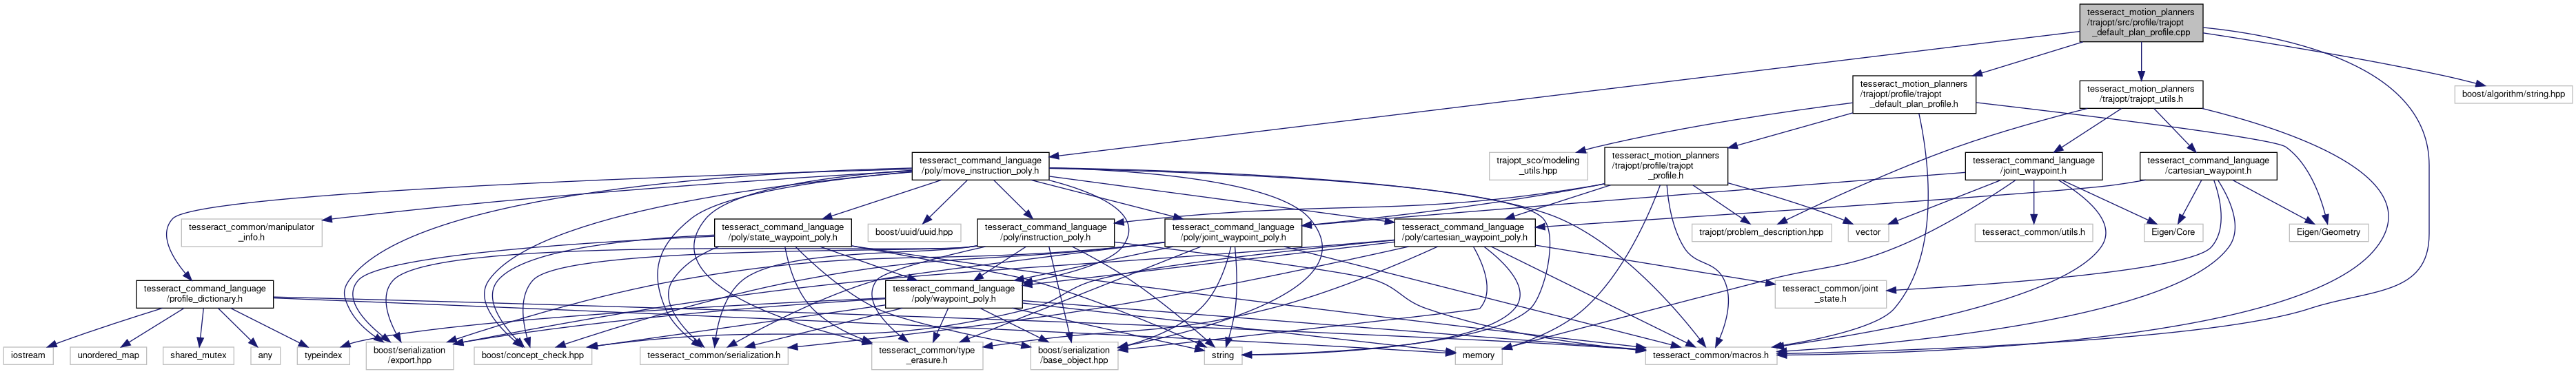 tesseract_motion_planners
/trajopt/src/profile/trajopt
_default_plan_profile.cpp
tesseract_motion_planners
/trajopt/profile/trajopt
_default_plan_profile.h
tesseract_motion_planners
/trajopt/trajopt_utils.h
boost/algorithm/string.hpp
tesseract_command_language
/poly/move_instruction_poly.h
trajopt_sco/modeling
_utils.hpp
tesseract_motion_planners
/trajopt/profile/trajopt
_profile.h
tesseract_command_language
/joint_waypoint.h
tesseract_command_language
/cartesian_waypoint.h
tesseract_common/manipulator
_info.h
tesseract_command_language
/poly/state_waypoint_poly.h
boost/uuid/uuid.hpp
tesseract_command_language
/poly/instruction_poly.h
tesseract_command_language
/poly/joint_waypoint_poly.h
tesseract_command_language
/poly/cartesian_waypoint_poly.h
trajopt/problem_description.hpp
vector
tesseract_common/utils.h
Eigen/Core
Eigen/Geometry
tesseract_command_language
/profile_dictionary.h
tesseract_command_language
/poly/waypoint_poly.h
tesseract_common/joint
_state.h
iostream
unordered_map
shared_mutex
any
typeindex
boost/serialization
/export.hpp
boost/concept_check.hpp
tesseract_common/serialization.h
tesseract_common/type
_erasure.h
boost/serialization
/base_object.hpp
string
memory
tesseract_common/macros.h